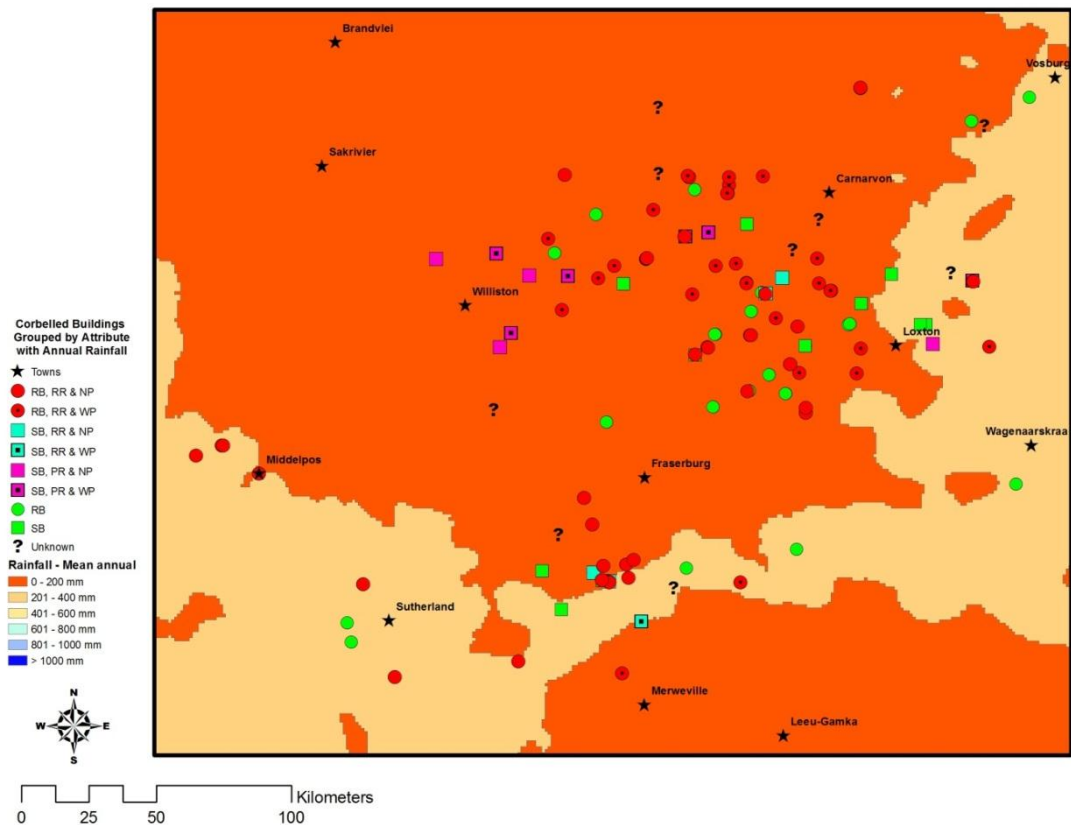 Brandvlei
Vosburg
?
?
Sakrivier
?
Carnarvon
?
?
?
Williston
Loxton
Corbelled Buildings
Grouped by Attribute
with Annual Rainfall
Towns
RB, RR & NP
RB, RR & WP
SB, RR & NP
SB, RR & WP
SB, PR & NP
SB, PR & WP
RB
SB
? Unknown
Rainfall - Mean annual
0 - 200 mm
201 - 400 mm
401 - 600 mm
601 - 800 mm
801 - 1000 mm
> 1000 mm
?
Wagenaarskraa
Middelpos
Fraserburg
?
?
Sutherland
Merweville
Leeu-Gamka
N
W E
S
Kilometers
0 25 50 100